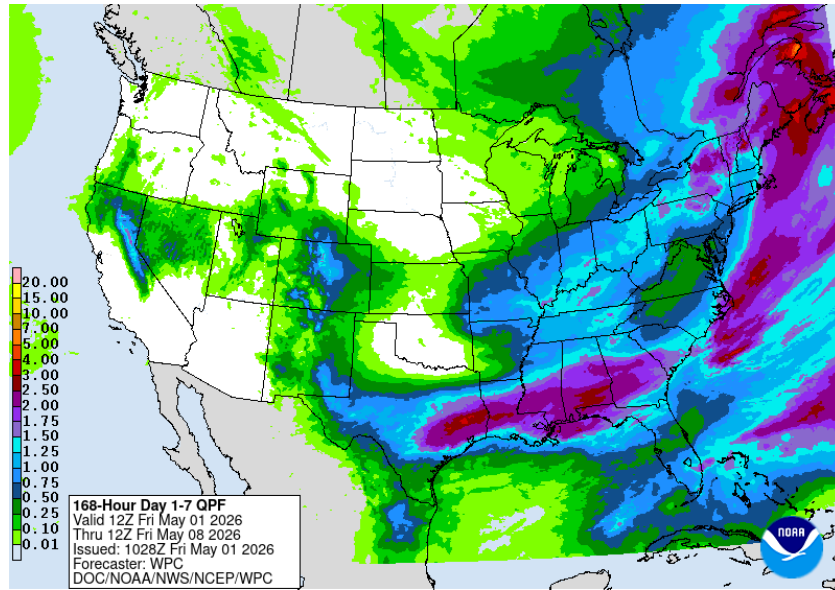 20.00
15.00
10.00
7.00
5.00
4.00
3.00
2.50
2.00
1.75
1.50
1.25
1.00
0.75
0.50
0.25
0.10
0.01
168-Hour Day 1-7 QPF
Valid 12Z Fri May 01 2026
Thru 12Z Fri May 08 2026
Issued: 1028Z Fri May 01 2026
Forecaster: WPC
DOC/NOAA/NWS/NCEP/WPC
NOAA